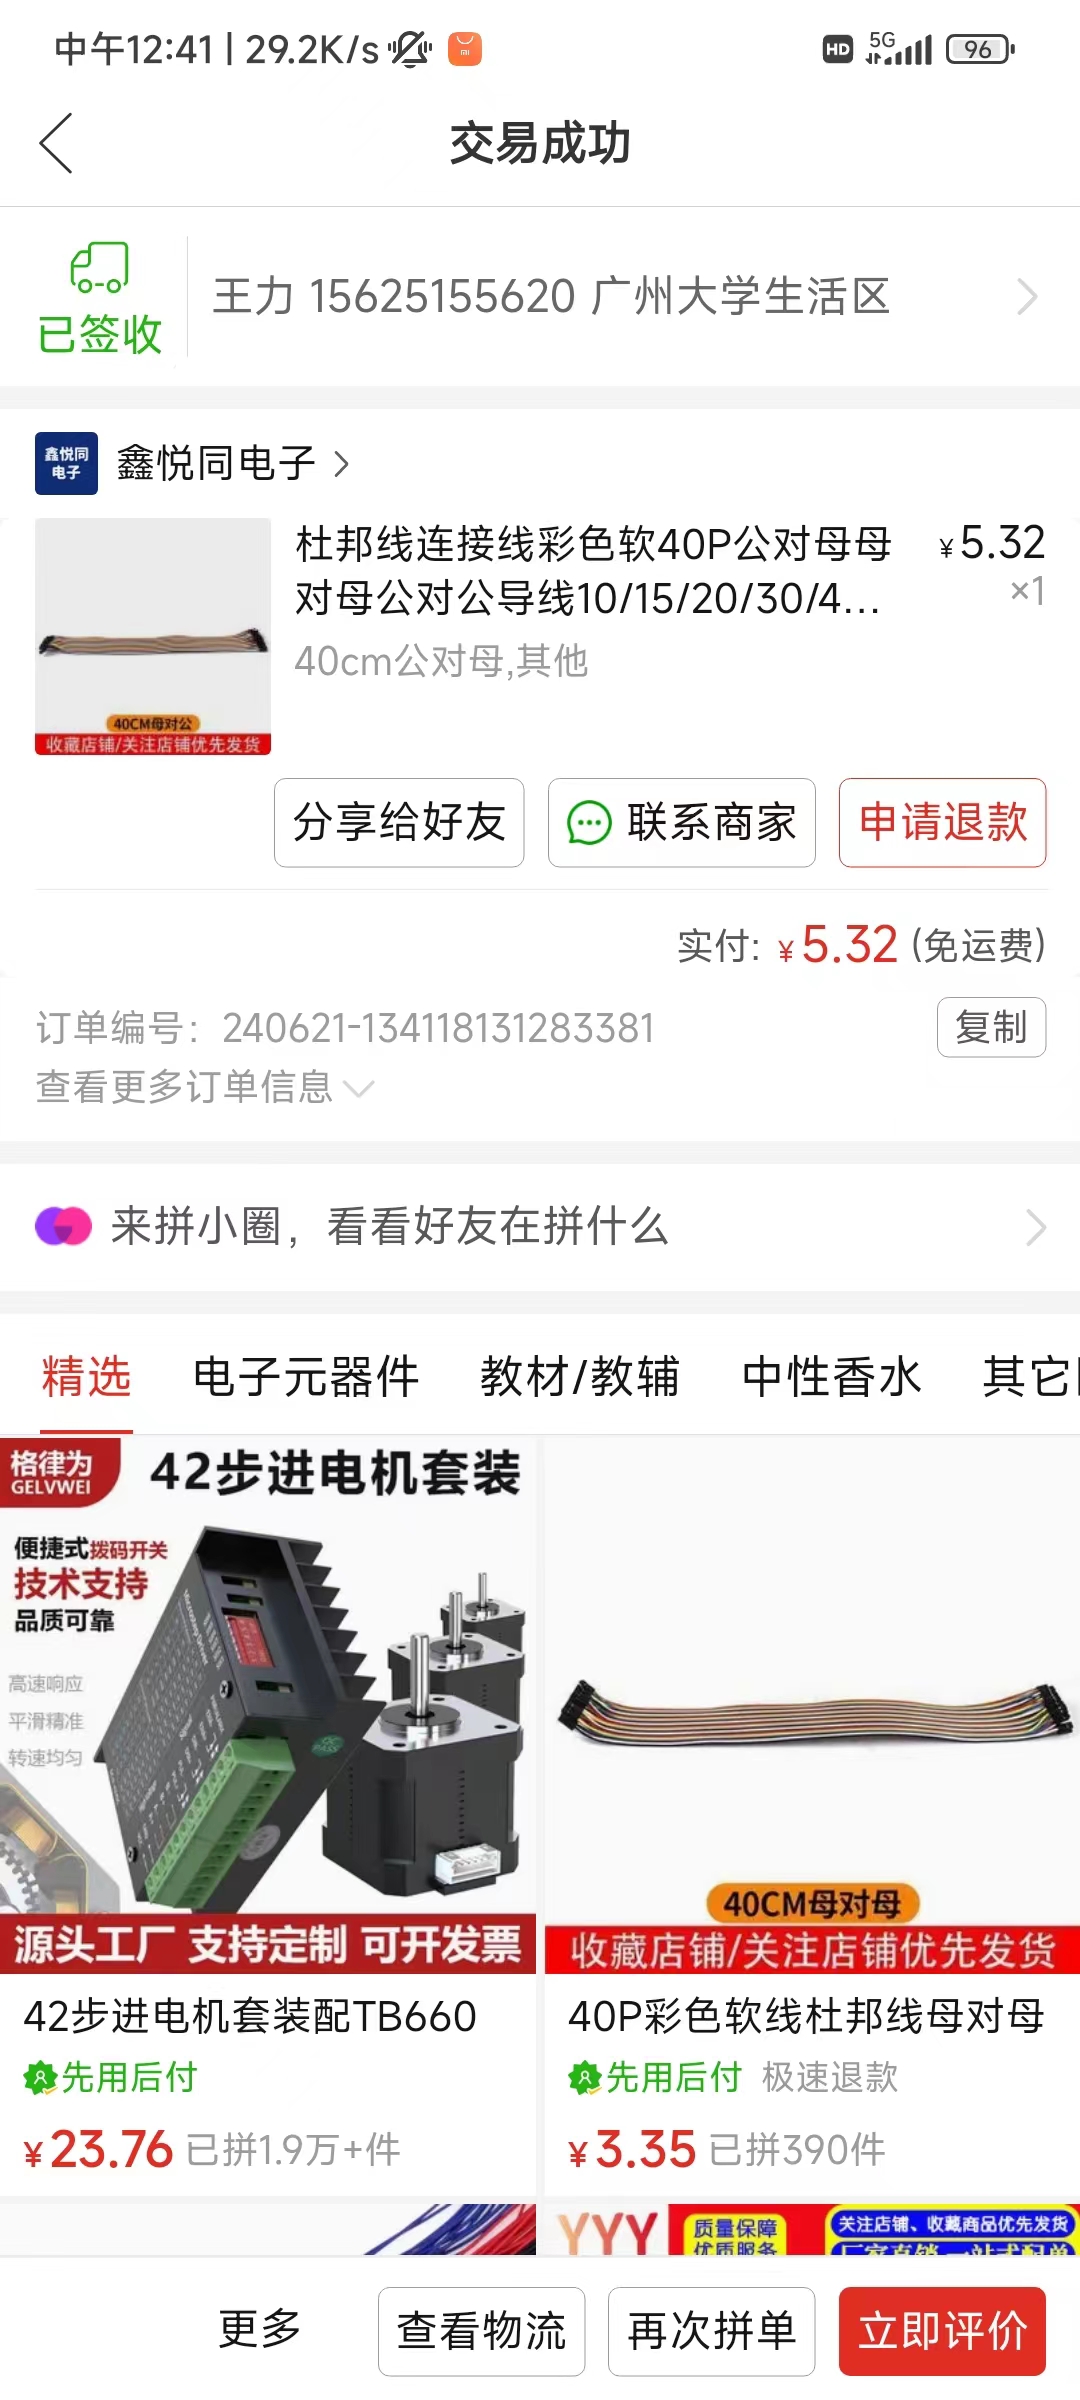 中午12:41 | 29.2K/s
HD 5G 96
交易成功
已签收
王力 15625155620 广州大学生活区
鑫悦同
电子
鑫悦同电子
杜邦线连接线彩色软40P公对母母
对母公对公导线10/15/20/30/4...
¥5.32
×1
40cm公对母,其他
40CM母对公
收藏店铺/关注店铺优先发货
分享给好友
联系商家
申请退款
实付: ¥5.32 (免运费)
订单编号: 240621-134118131283381
复制
查看更多订单信息
来拼小圈，看看好友在拼什么
精选 电子元器件 教材/教辅 中性香水 其它
格律为
GELVWEI
42步进电机套装
便捷式拨码开关
技术支持
品质可靠
高速响应
平滑精准
转速均匀
源头工厂 支持定制 可开发票
42步进电机套装配TB660
先用后付
¥23.76 已拼1.9万+件
40CM母对母
收藏店铺/关注店铺优先发货
40P彩色软线杜邦线母对母
先用后付 极速退款
¥3.35 已拼390件
YYY
质量保障
优质服务
关注店铺、收藏商品优先发货
厂家直销 一站式配单
更多
查看物流
再次拼单
立即评价